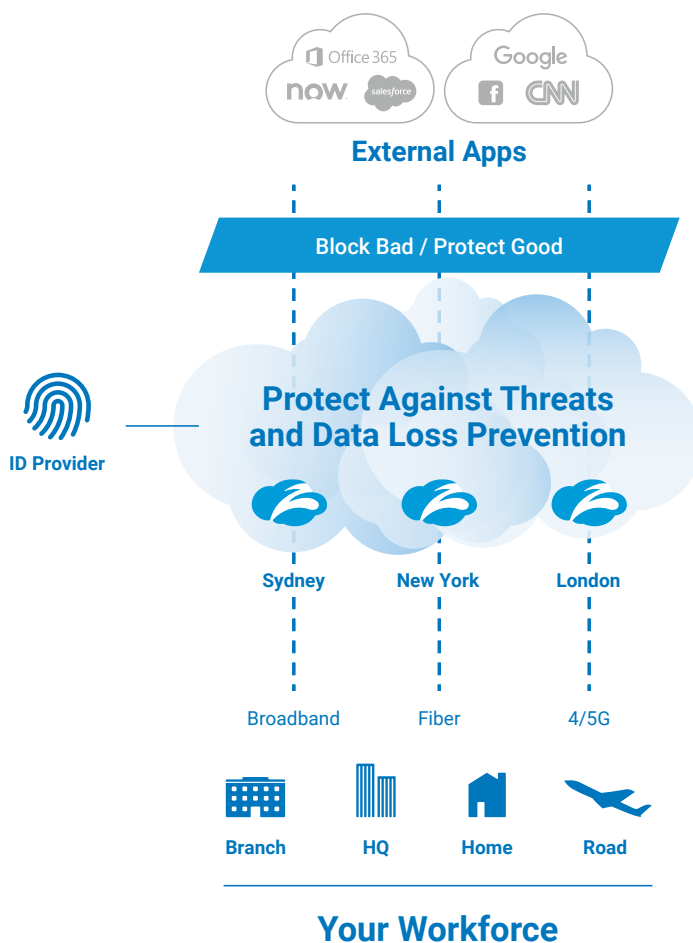 Office 365
Google
now
salesforce
f
CNN
External Apps
Block Bad / Protect Good
Protect Against Threats
and Data Loss Prevention
ID Provider
Sydney
New York
London
Broadband
Fiber
4/5G
Branch
HQ
Home
Road
Your Workforce